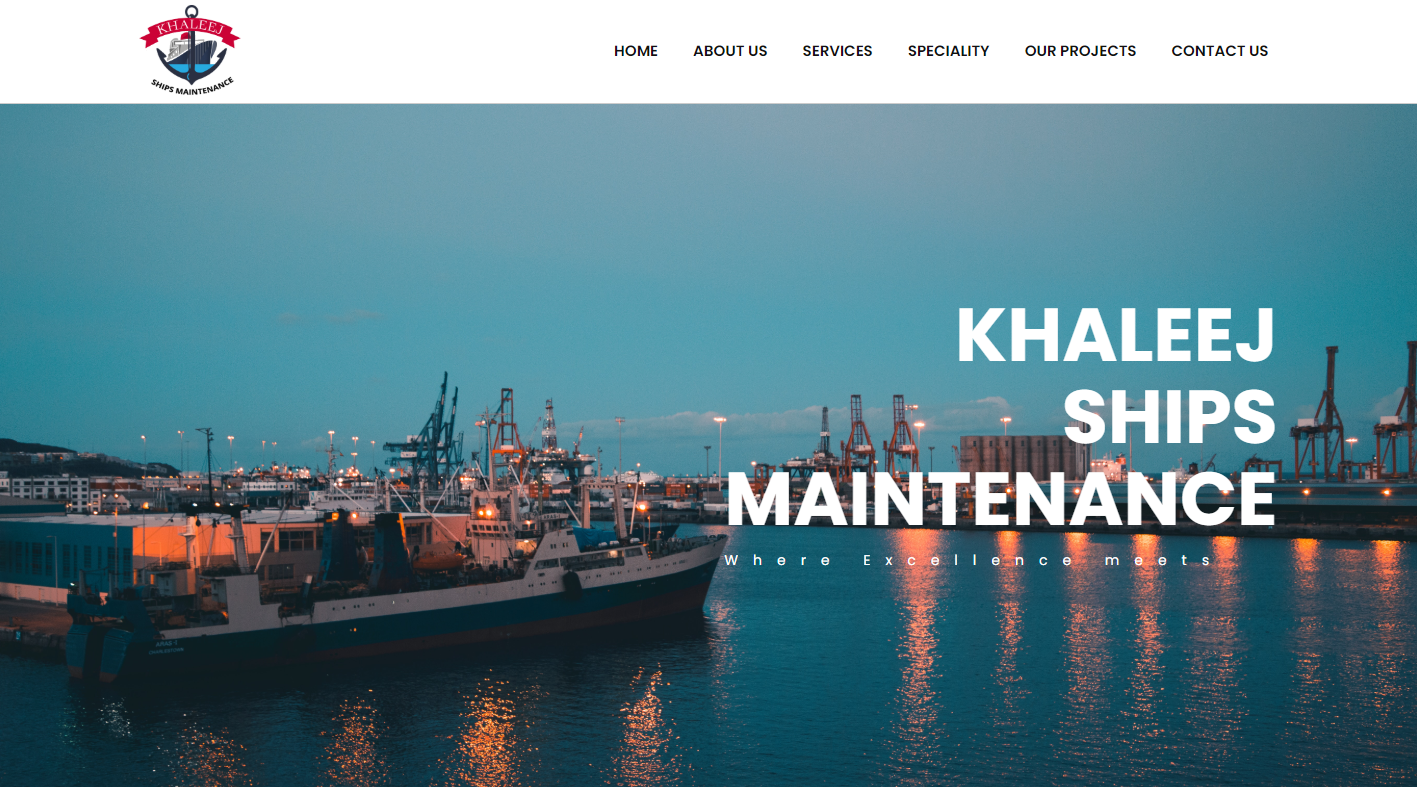 KHALEEJ
SHIPS MAINTENANCE
HOME ABOUT US SERVICES SPECIALITY OUR PROJECTS CONTACT US
KHALEEJ
SHIPS
MAINTENANCE
Where Excellence meets